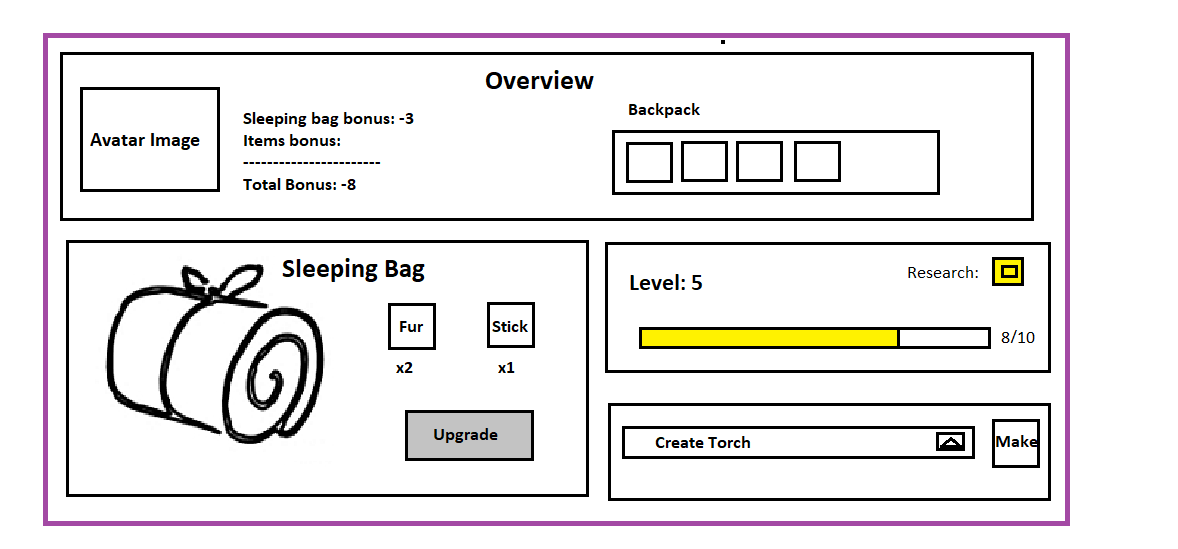 Overview
Avatar Image
Sleeping bag bonus: -3
Items bonus:
-----------------------
Total Bonus: -8
Backpack
Sleeping Bag
Fur
Stick
x2
x1
Upgrade
Level: 5
Research:
8/10
Create Torch
Make